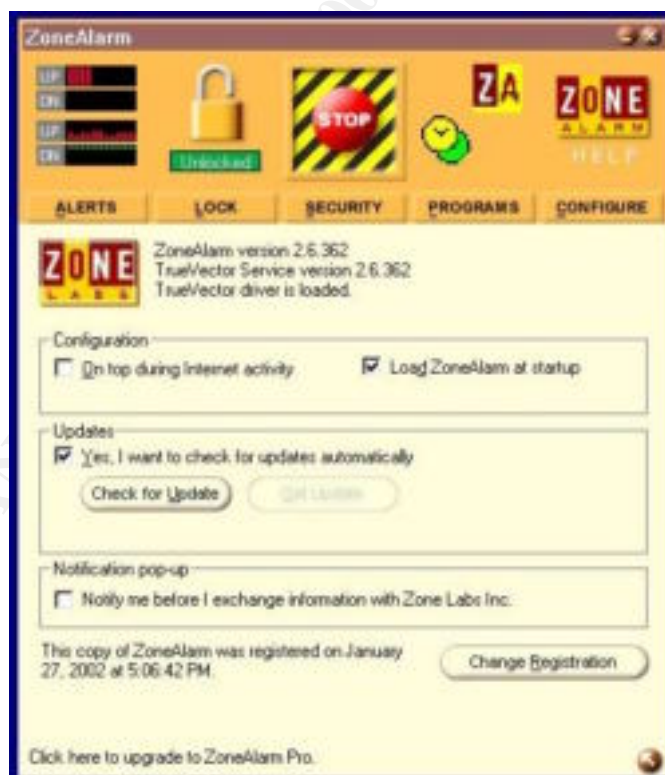 ZoneAlarm
UP
DN
UP
DN
Unlocked
STOP
ZA
ZONE
ALARM
HELP
ALERTS
LOCK
SECURITY
PROGRAMS
CONFIGURE
ZONE
LABS
ZoneAlarm version 2.6.362
TrueVector Service version 2.6.362
TrueVector driver is loaded.
Configuration
On top during Internet activity
Load ZoneAlarm at startup
Updates
Yes, I want to check for updates automatically
Check for Update
Get Update
Notification pop-up
Notify me before I exchange information with Zone Labs Inc.
This copy of ZoneAlarm was registered on January
27, 2002 at 5:06:42 PM.
Change Registration
Click here to upgrade to ZoneAlarm Pro.